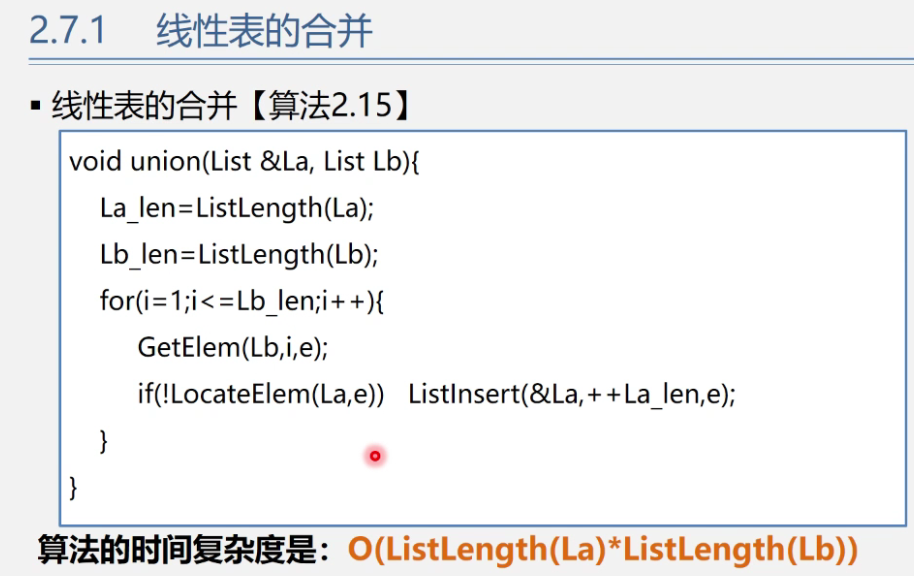 2.7.1 线性表的合并
▪ 线性表的合并【算法2.15】
void union(List &La, List Lb){
La_len=ListLength(La);
Lb_len=ListLength(Lb);
for(i=1;i<=Lb_len;i++){
GetElem(Lb,i,e);
if(!LocateElem(La,e)) ListInsert(&La,++La_len,e);
}
}
算法的时间复杂度是：O(ListLength(La)*ListLength(Lb))